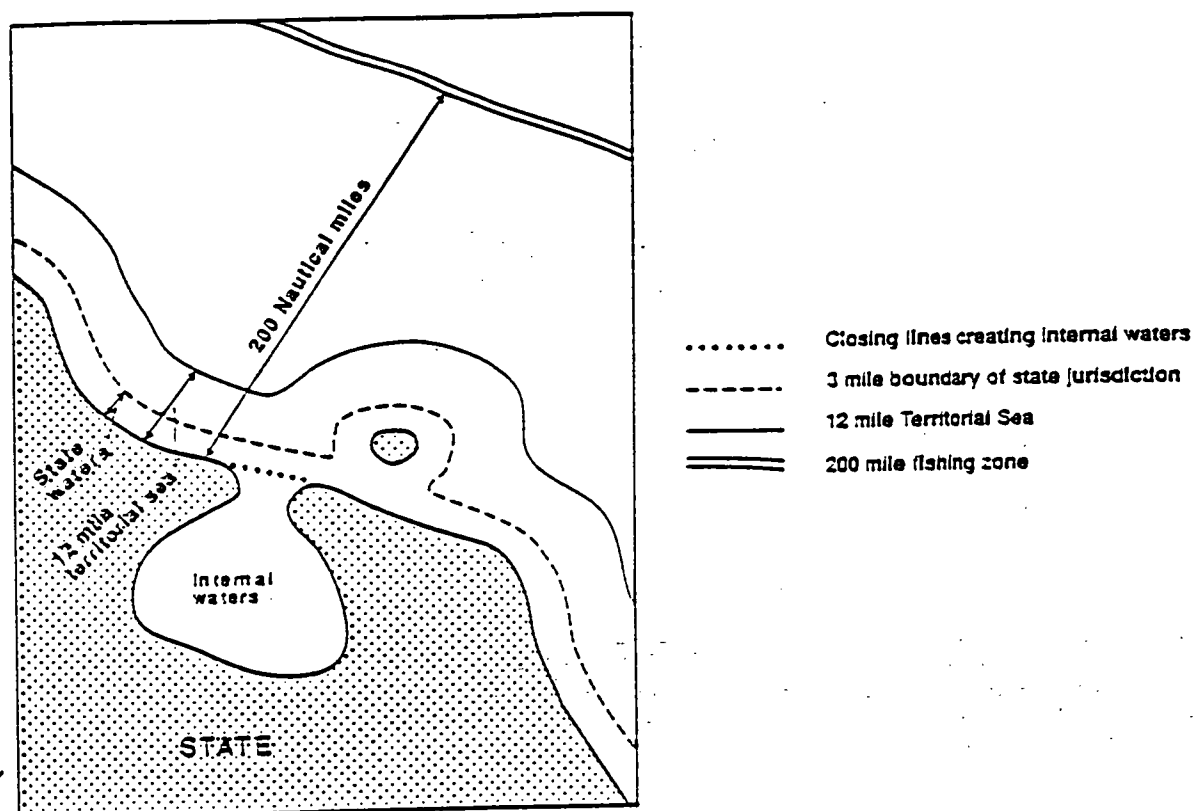 200 Nautical miles
State
waters
12 mile
territorial sea
Internal
waters
STATE
Closing lines creating internal waters
3 mile boundary of state jurisdiction
12 mile Territorial Sea
200 mile fishing zone